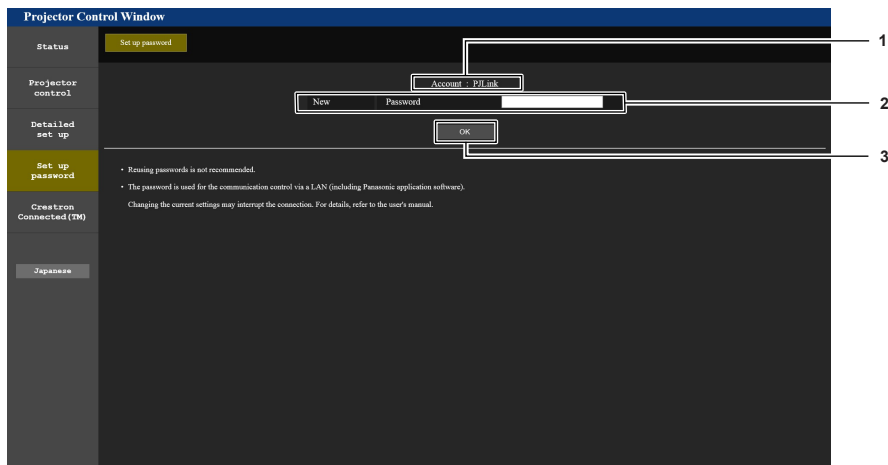 Projector Control Window
Status
Projector
control
Detailed
set up
Set up
password
Crestron
Connected(TM)
Japanese
Set up password
Account : PJLink
New Password
OK
• Reusing passwords is not recommended.
• The password is used for the communication control via a LAN (including Panasonic application software).
Changing the current settings may interrupt the connection. For details, refer to the user's manual.
1
2
3